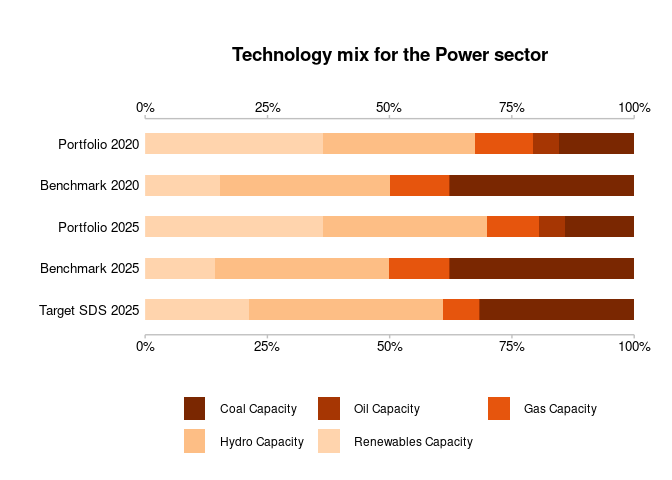 Technology mix for the Power sector
0% 25% 50% 75% 100%
Portfolio 2020
Benchmark 2020
Portfolio 2025
Benchmark 2025
Target SDS 2025
0% 25% 50% 75% 100%
Coal Capacity Oil Capacity Gas Capacity
Hydro Capacity Renewables Capacity